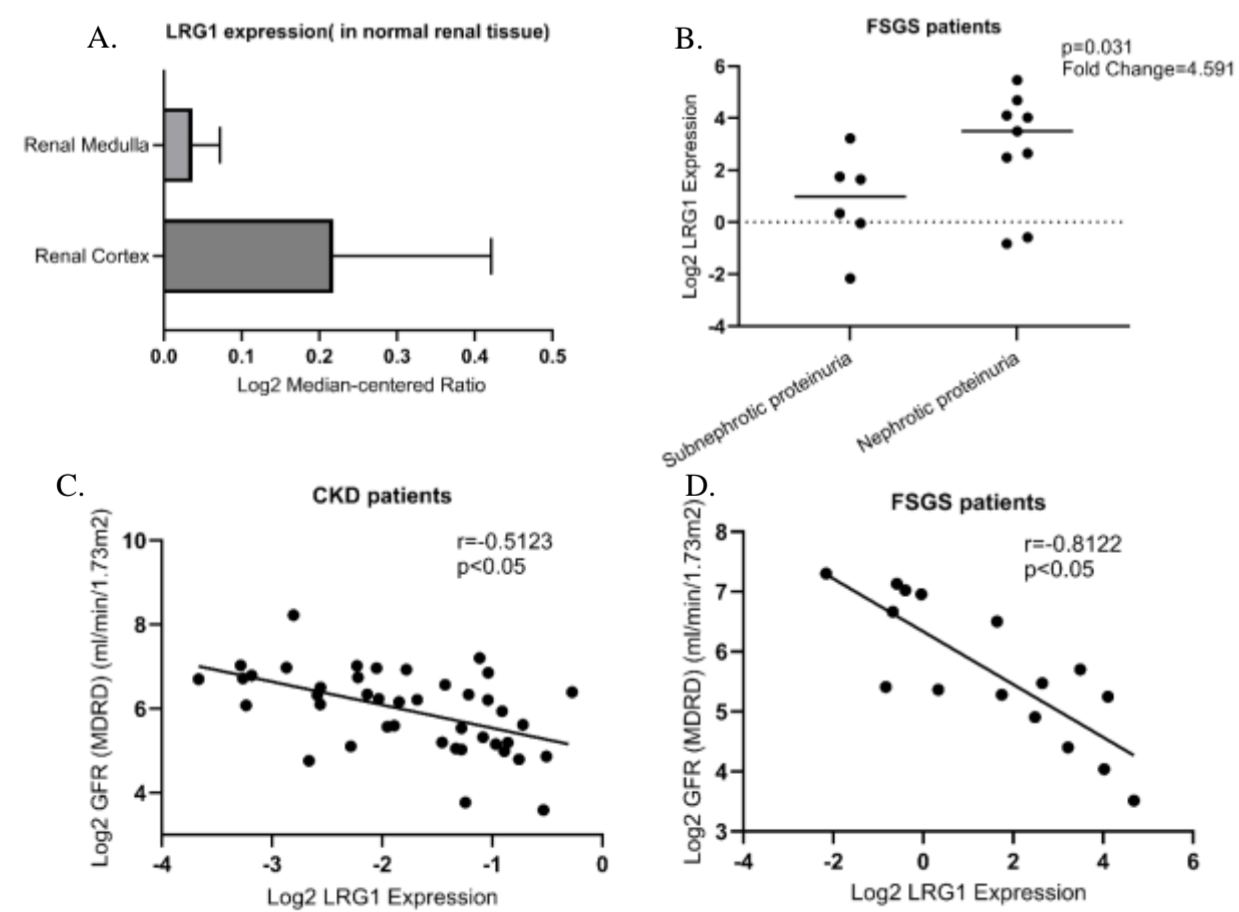 A.
LRG1 expression( in normal renal tissue)
Renal Medulla
Renal Cortex
0.0 0.1 0.2 0.3 0.4 0.5
Log2 Median-centered Ratio
B.
FSGS patients
p=0.031
Fold Change=4.591
Log2 LRG1 Expression
6
4
2
0
-2
-4
Subnephrotic proteinuria
Nephrotic proteinuria
C.
CKD patients
r=-0.5123
p<0.05
Log2 GFR (MDRD) (ml/min/1.73m2)
10
8
6
4
-4 -3 -2 -1 0
Log2 LRG1 Expression
D.
FSGS patients
r=-0.8122
p<0.05
Log2 GFR (MDRD) (ml/min/1.73m2)
8
7
6
5
4
3
-4 -2 0 2 4 6
Log2 LRG1 Expression